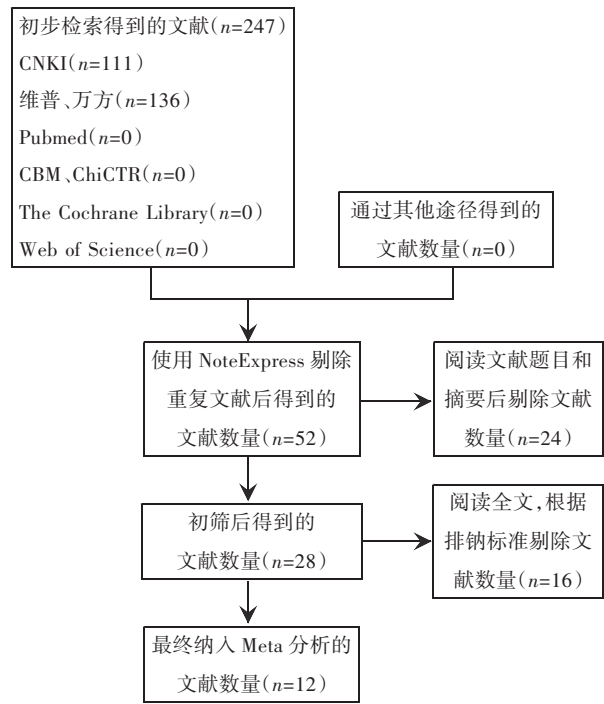 初步检索得到的文献(n=247)
CNKI(n=111)
维普、万方(n=136)
Pubmed(n=0)
CBM、ChiCTR(n=0)
The Cochrane Library(n=0)
Web of Science(n=0)
通过其他途径得到的
文献数量(n=0)
使用 NoteExpress 剔除
重复文献后得到的
文献数量(n=52)
阅读文献题目和
摘要后剔除文献
数量(n=24)
初筛后得到的
文献数量(n=28)
阅读全文,根据
排钠标准剔除文
献数量(n=16)
最终纳入 Meta 分析的
文献数量(n=12)